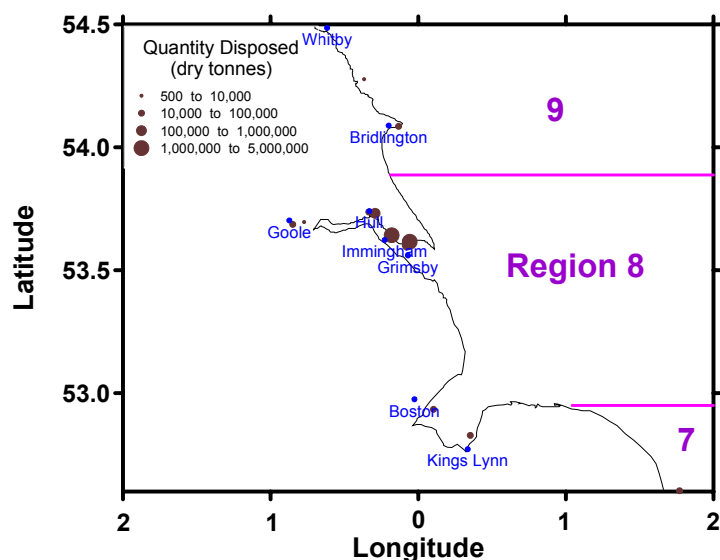 54.5
Whitby
Quantity Disposed
(dry tonnes)
500 to 10,000
10,000 to 100,000
100,000 to 1,000,000
1,000,000 to 5,000,000
9
Bridlington
54.0
Hull
Goole
Immingham
Grimsby
Region 8
53.5
Latitude
53.0
Boston
7
Kings Lynn
2 1 0 1 2
Longitude